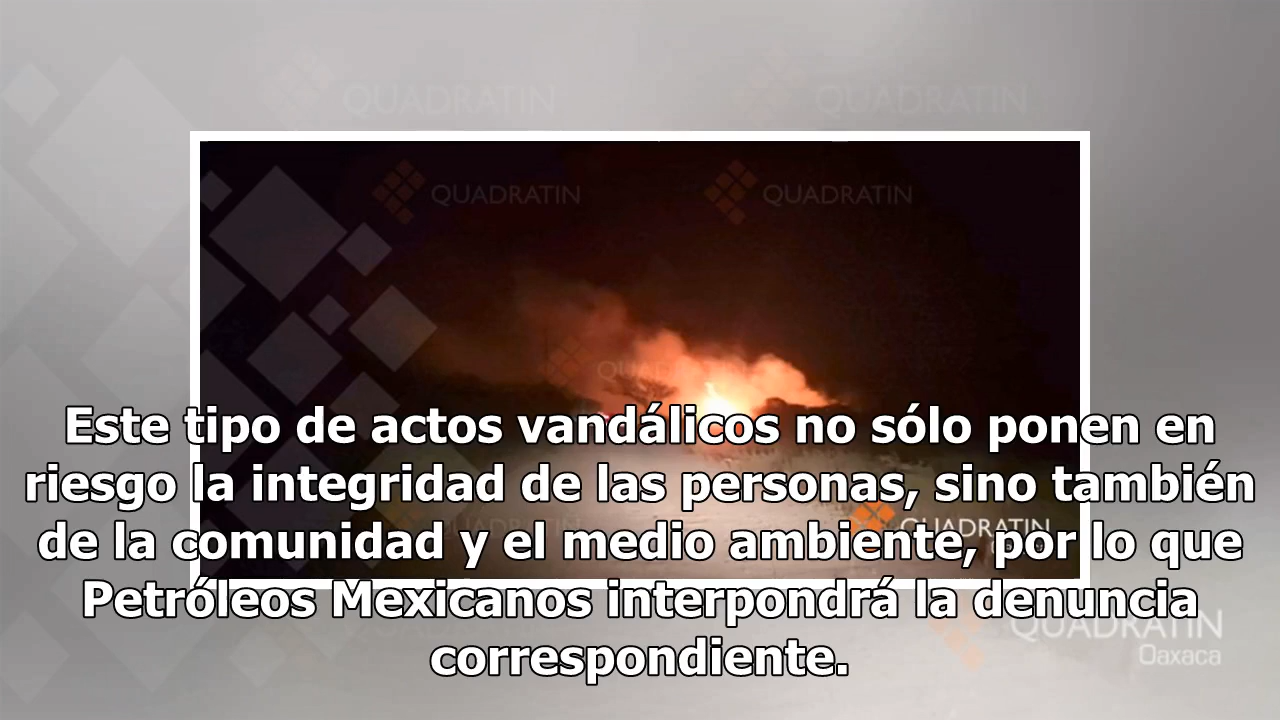 QUADRATIN QUADRATIN
QUADRATIN QUADRATIN
Este tipo de actos vandálicos no sólo ponen en
riesgo la integridad de las personas, sino también
de la comunidad y el medio ambiente, por lo que
Petróleos Mexicanos interpondrá la denuncia
correspondiente.
QUADRATIN
QUADRATIN
Oaxaca